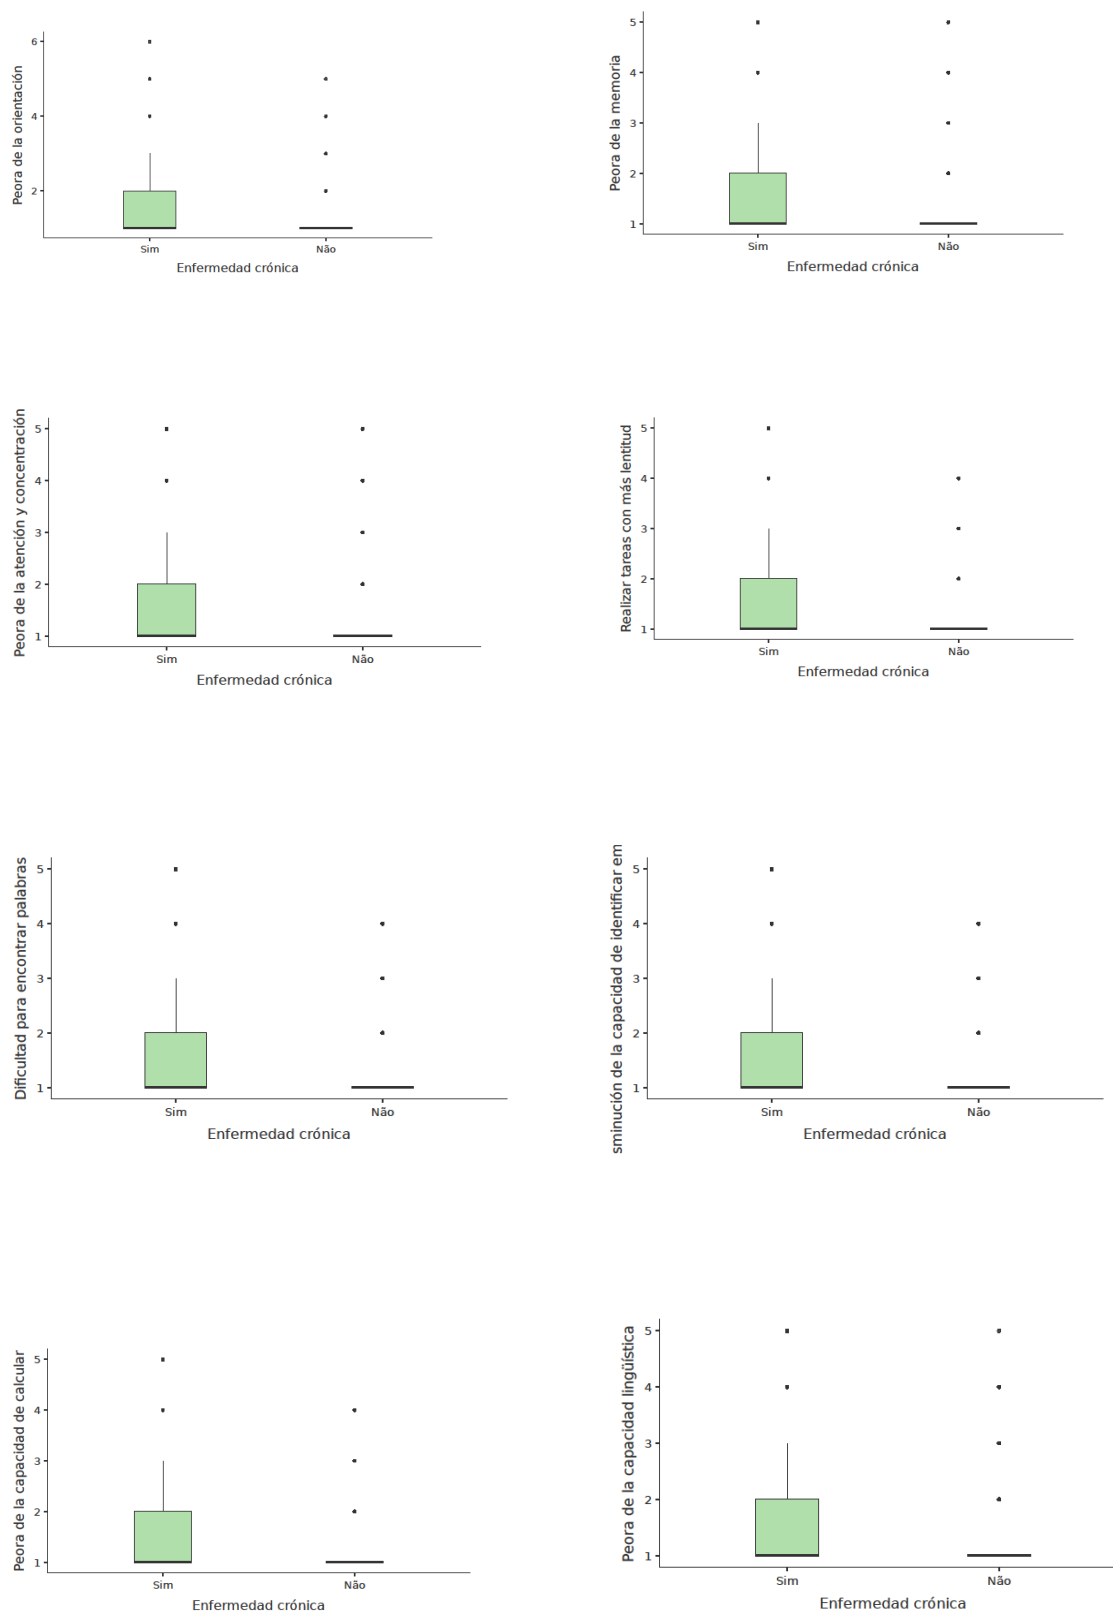 Peora de la orientación
6
4
2
Sim
Não
Enfermedad crónica
Peora de la memoria
5
4
3
2
1
Sim
Não
Enfermedad crónica
Peora de la atención y concentración
5
4
3
2
1
Sim
Não
Enfermedad crónica
Realizar tareas con más lentitud
5
4
3
2
1
Sim
Não
Enfermedad crónica
Dificultad para encontrar palabras
5
4
3
2
1
Sim
Não
Enfermedad crónica
sminución de la capacidad de identificar em
5
4
3
2
1
Sim
Não
Enfermedad crónica
Peora de la capacidad de calcular
5
4
3
2
1
Sim
Não
Enfermedad crónica
Peora de la capacidad lingüística
5
4
3
2
1
Sim
Não
Enfermedad crónica